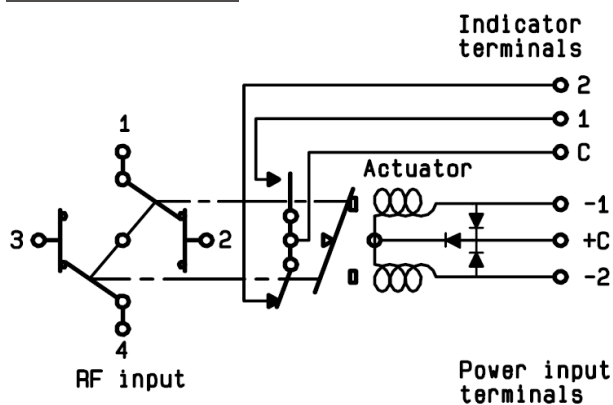 Indicator
terminals
2
1
C
1
Actuator
-1
3
2
+C
-2
4
RF input
Power input
terminals